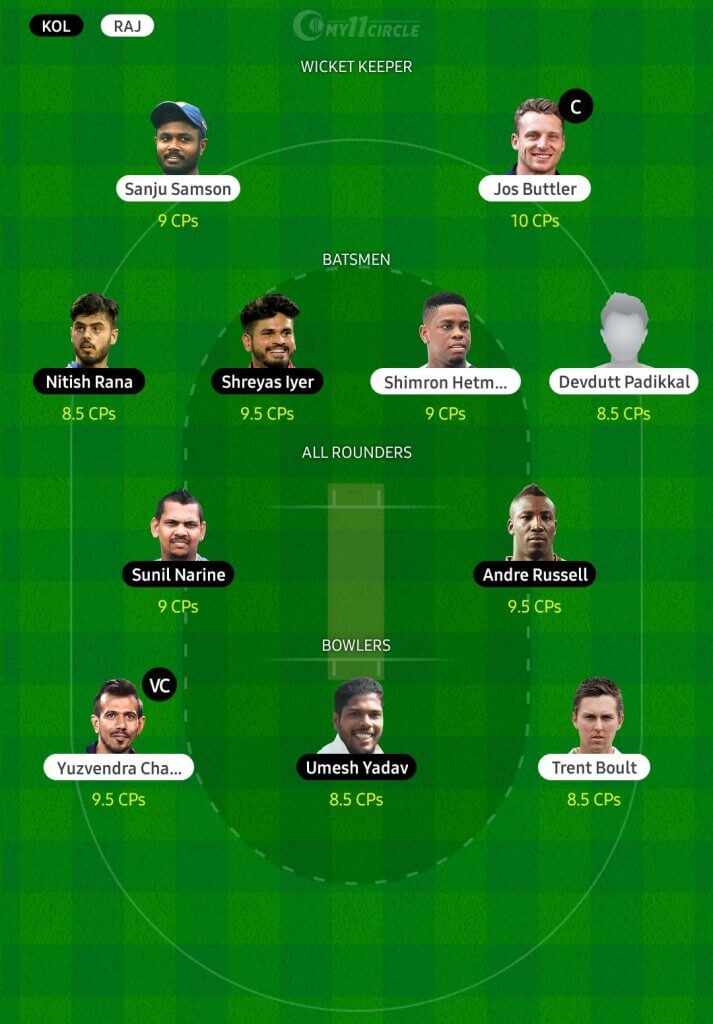 KOL RAJ MY11CIRCLE
WICKET KEEPER
C
Sanju Samson Jos Buttler
9 CPs 10 CPs
BATSMEN
Nitish Rana Shreyas Iyer Shimron Hetm... Devdutt Padikkal
8.5 CPs 9.5 CPs 9 CPs 8.5 CPs
ALL ROUNDERS
Sunil Narine Andre Russell
9 CPs 9.5 CPs
BOWLERS
VC
Yuzvendra Cha... Umesh Yadav Trent Boult
9.5 CPs 8.5 CPs 8.5 CPs